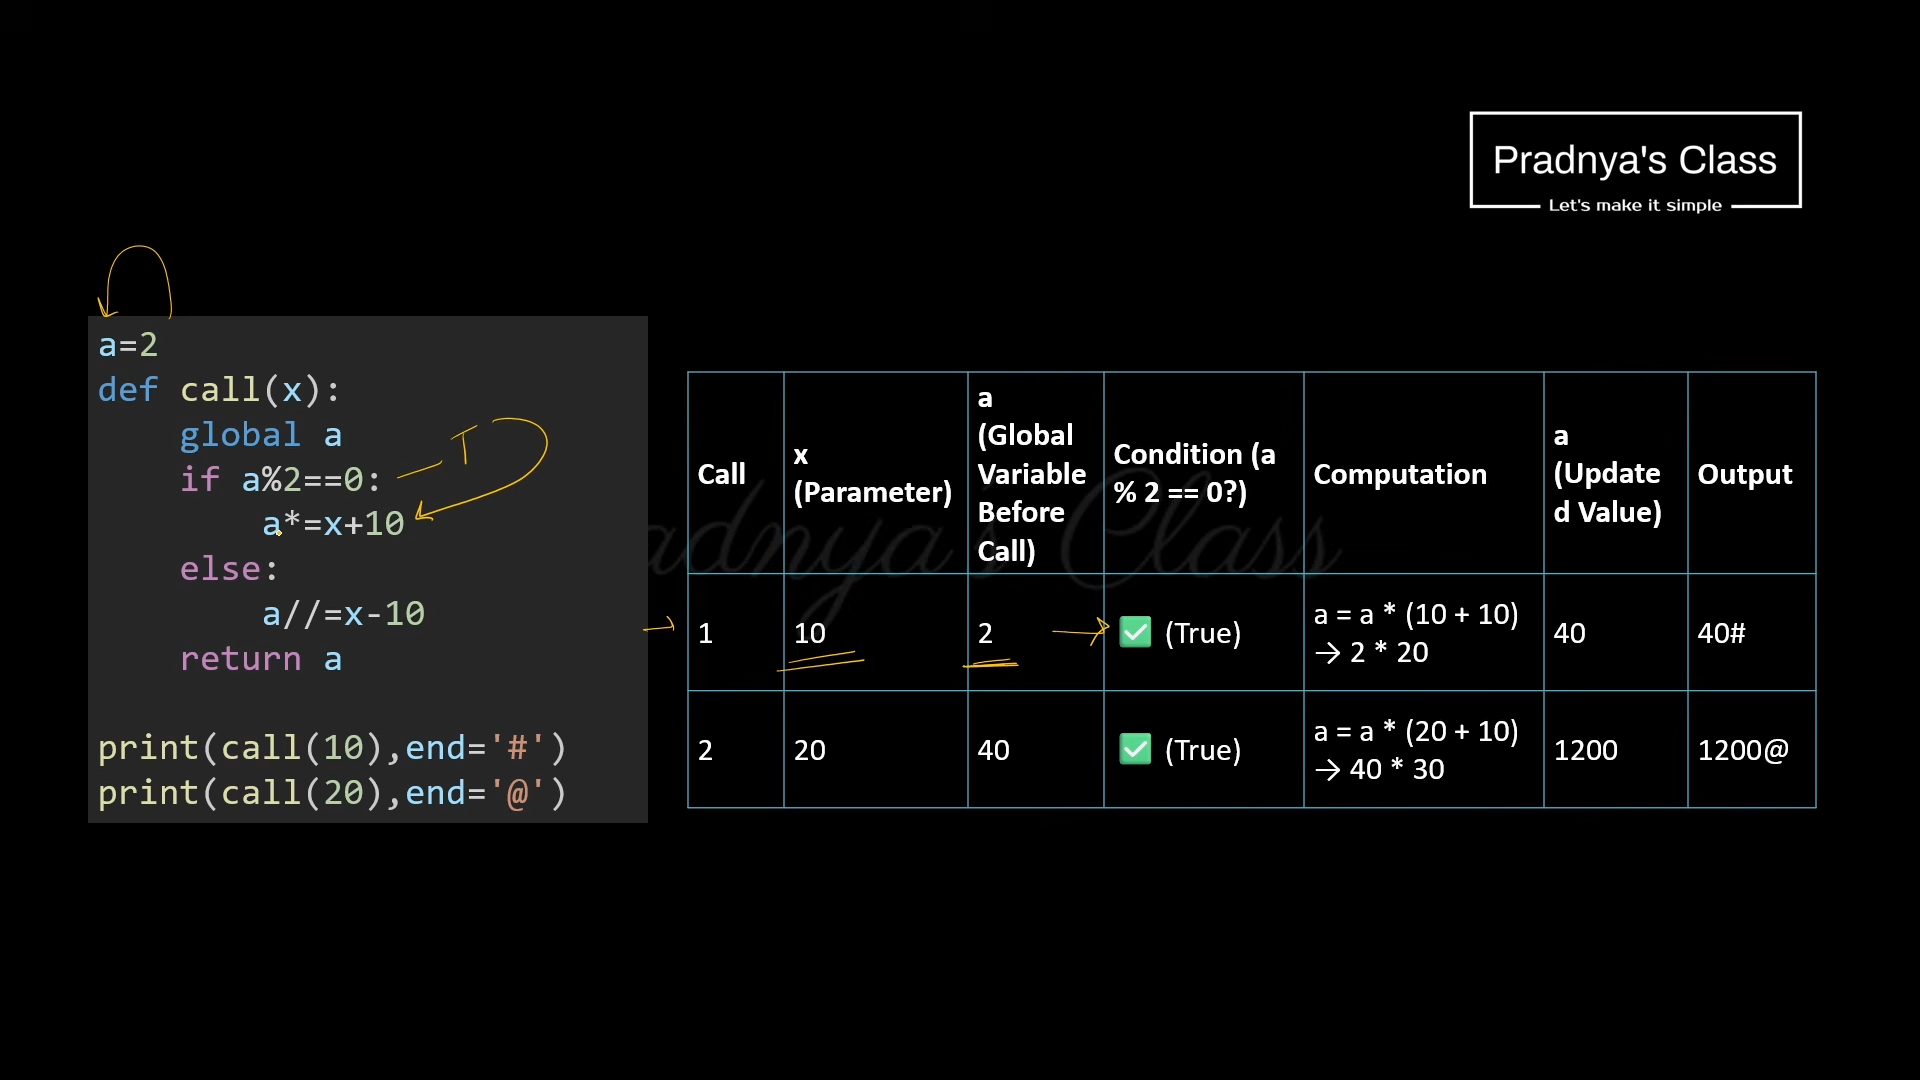 Pradnya's Class
Let's make it simple
a=2
def call(x):
    global a
    if a%2==0:
T
        a*=x+10
    else:
        a//=x-10
    return a
print(call(10),end='#')
print(call(20),end='@')
Call
x
(Parameter)
a
(Global
Variable
Before
Call)
Condition (a
% 2 == 0?)
Computation
a
(Update
d Value)
Output
1
10
2
✅ (True)
a = a * (10 + 10)
→ 2 * 20
40
40#
2
20
40
✅ (True)
a = a * (20 + 10)
→ 40 * 30
1200
1200@
Pradnya's Class